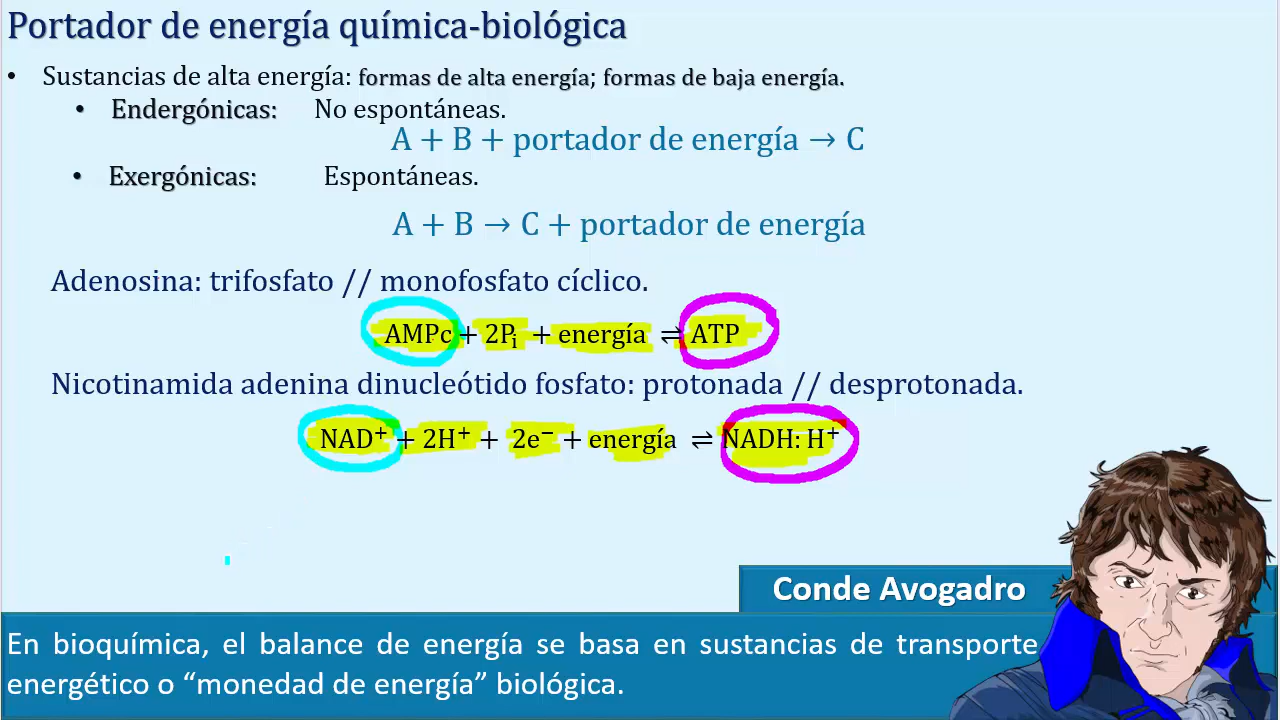 Portador de energía química-biológica
• Sustancias de alta energía: formas de alta energía; formas de baja energía.
• Endergónicas: No espontáneas.
A + B + portador de energía → C
• Exergónicas: Espontáneas.
A + B → C + portador de energía
Adenosina: trifosfato // monofosfato cíclico.
AMPc + 2Pᵢ + energía ⇌ ATP
Nicotinamida adenina dinucleótido fosfato: protonada // desprotonada.
NAD⁺ + 2H⁺ + 2e⁻ + energía ⇌ NADH: H⁺
Conde Avogadro
En bioquímica, el balance de energía se basa en sustancias de transporte
energético o “monedad de energía” biológica.